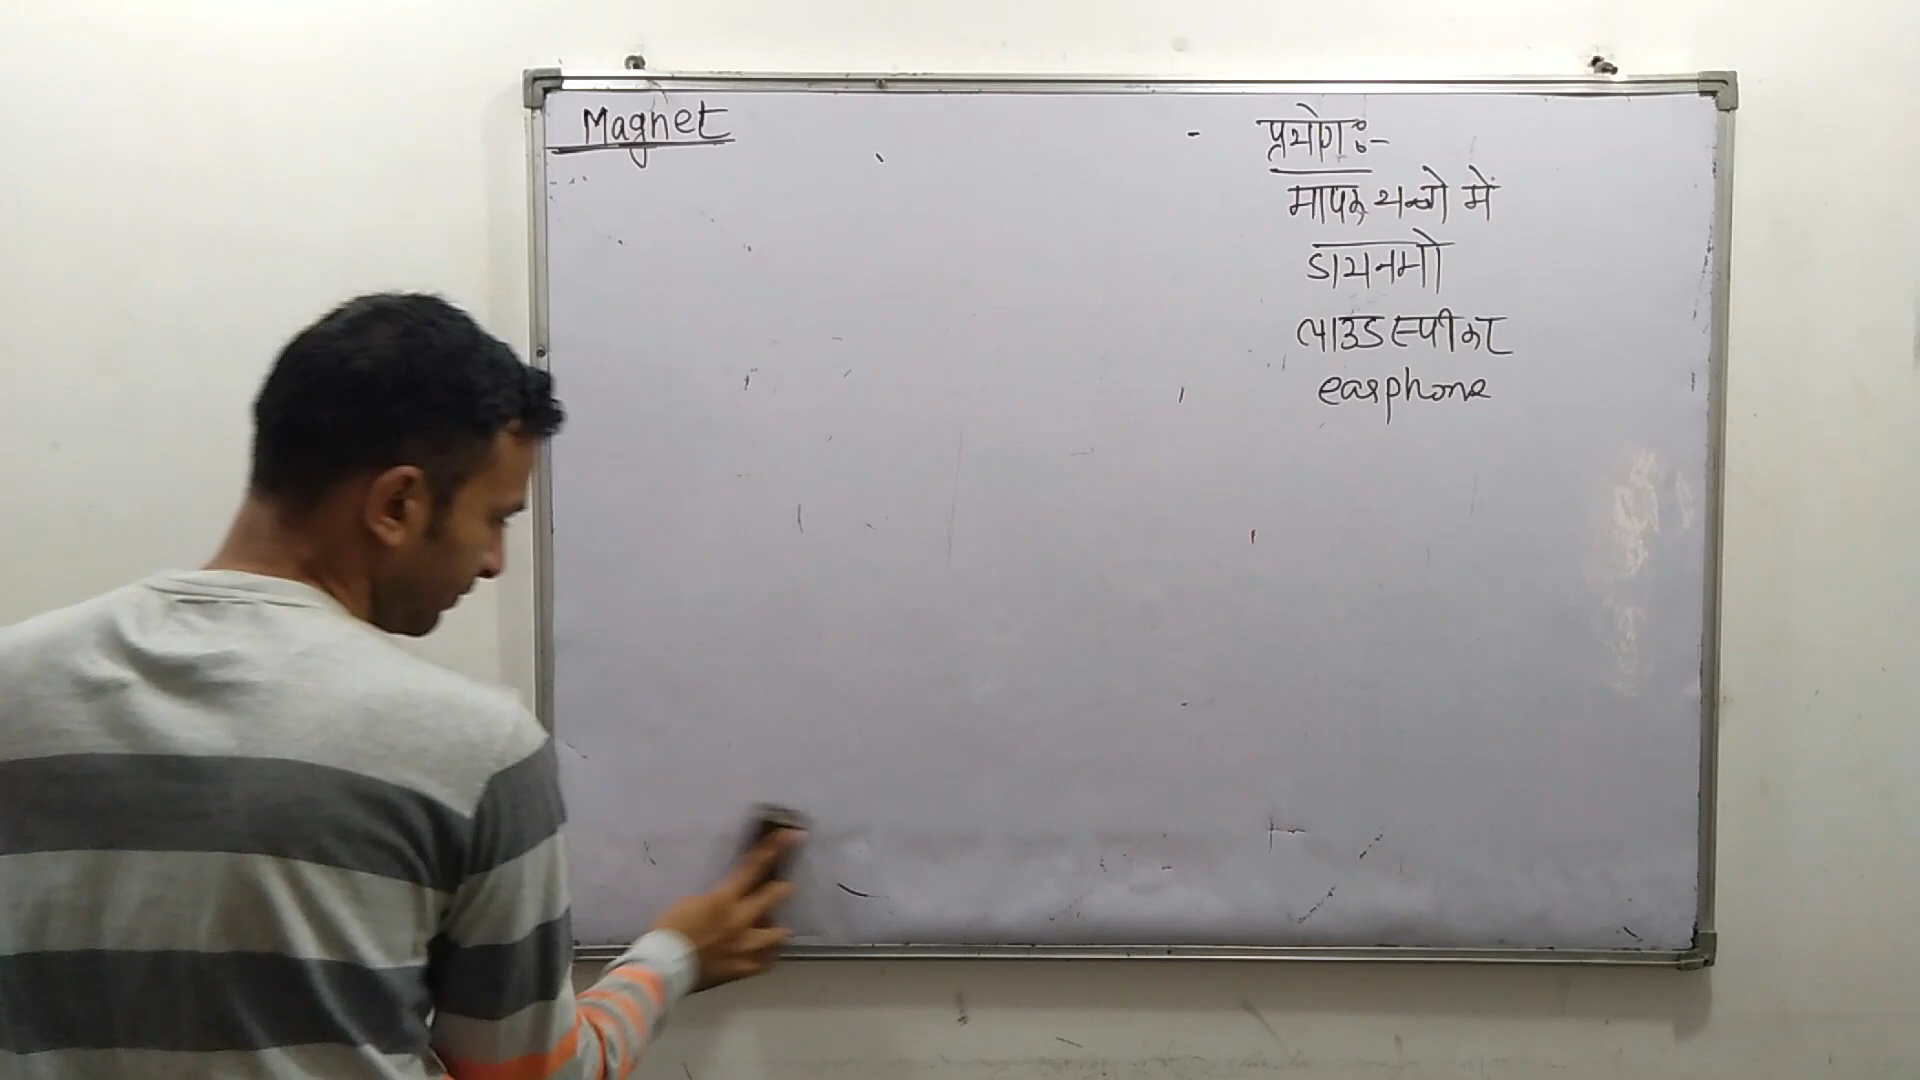 Magnet
प्रयोग:-
मापक यन्त्रो में
डायनमो
लाउडस्पीकर
earphone